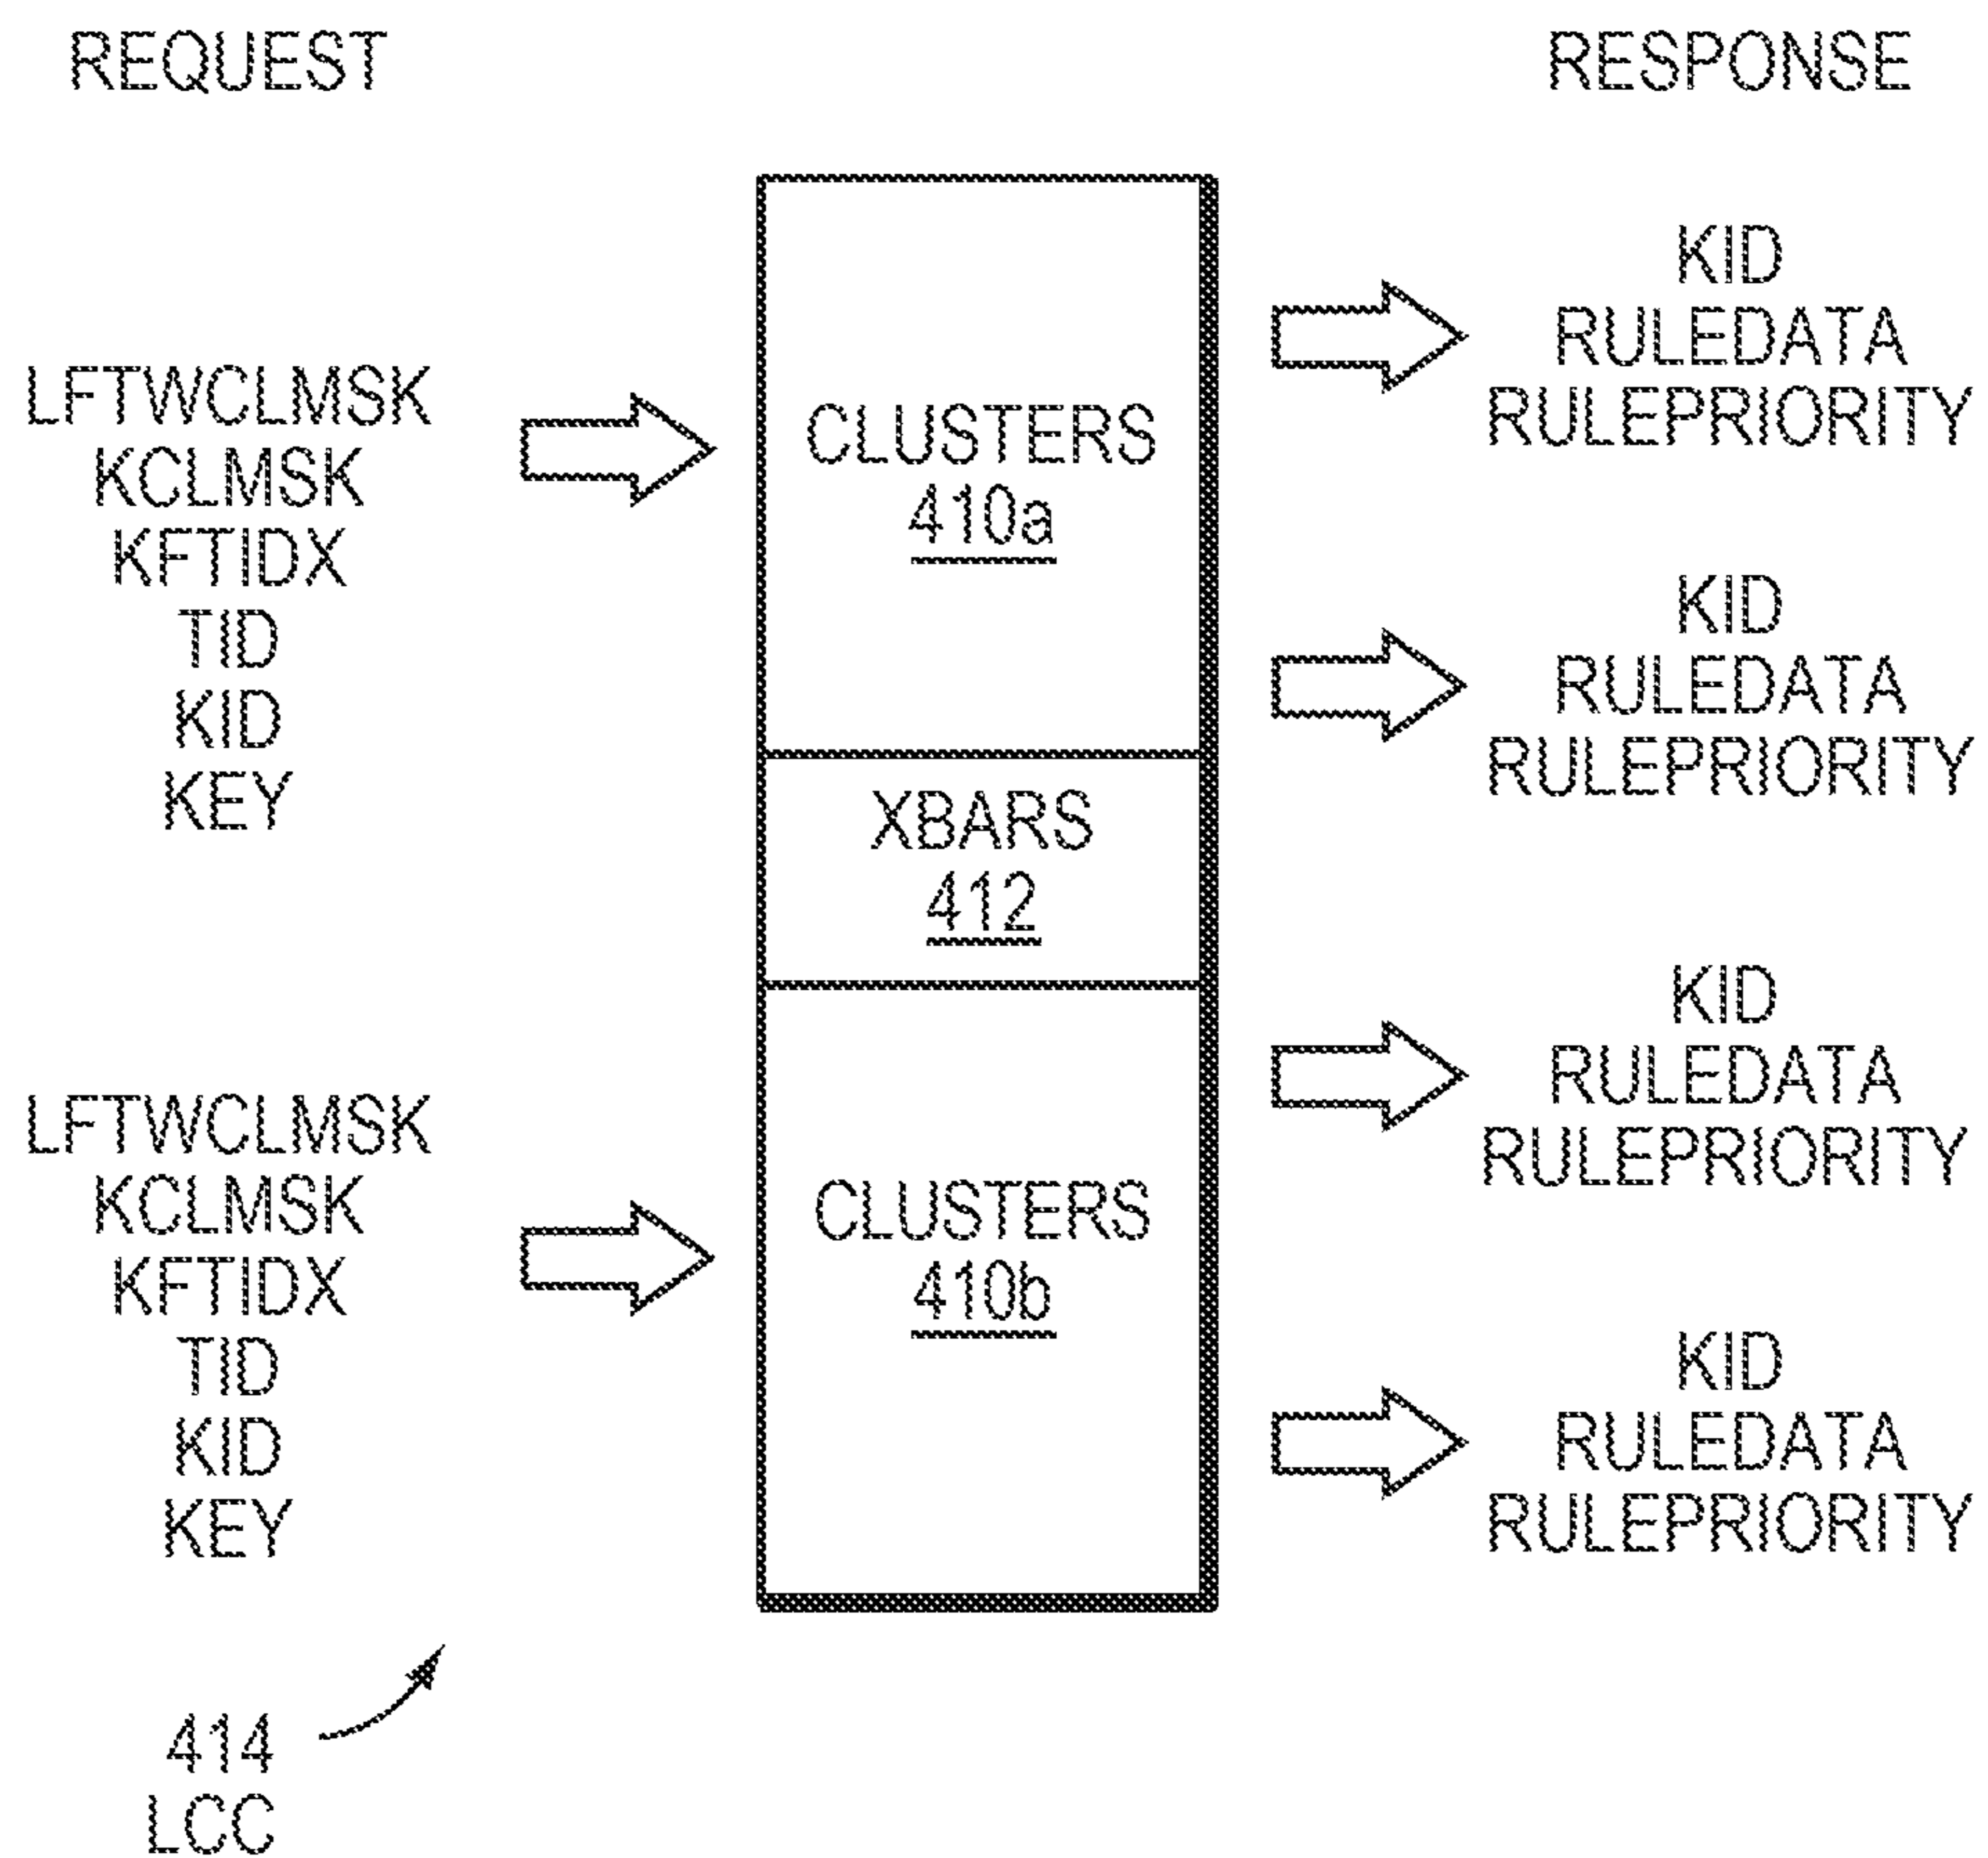 REQUEST
RESPONSE
LFTWCLMSK
KCLMSK
KFTIDX
TID
KID
KEY
CLUSTERS
410a
KID
RULEDATA
RULEPRIORITY
KID
RULEDATA
RULEPRIORITY
XBARS
412
LFTWCLMSK
KCLMSK
KFTIDX
TID
KID
KEY
CLUSTERS
410b
KID
RULEDATA
RULEPRIORITY
KID
RULEDATA
RULEPRIORITY
414
LCC